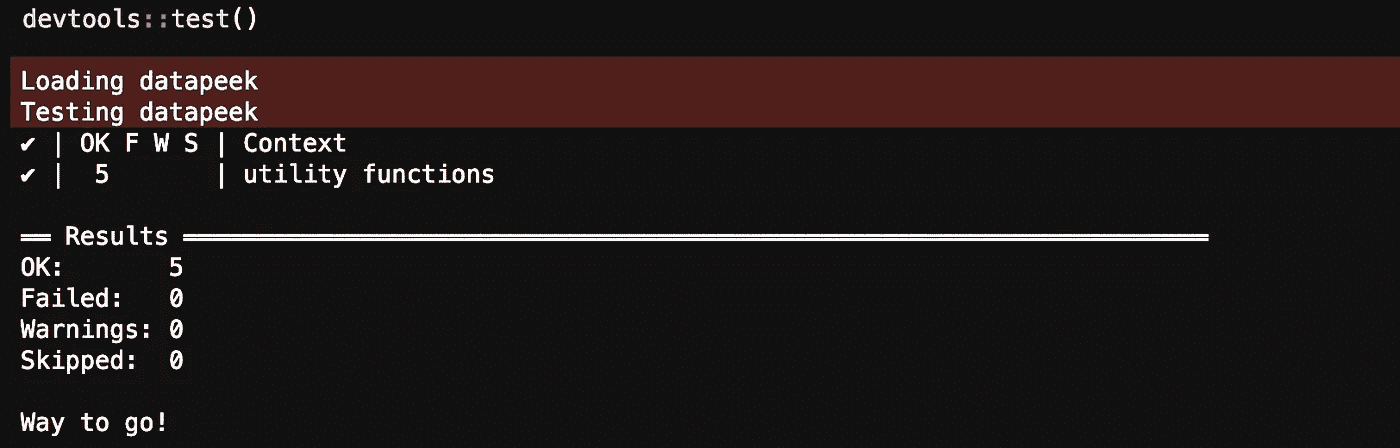 devtools::test()
Loading datapeek
Testing datapeek
✔ | OK F W S | Context
✔ |  5       | utility functions
══ Results ══════════════════════════════════════════════════════════════════════
OK:       5
Failed:   0
Warnings: 0
Skipped:  0
Way to go!